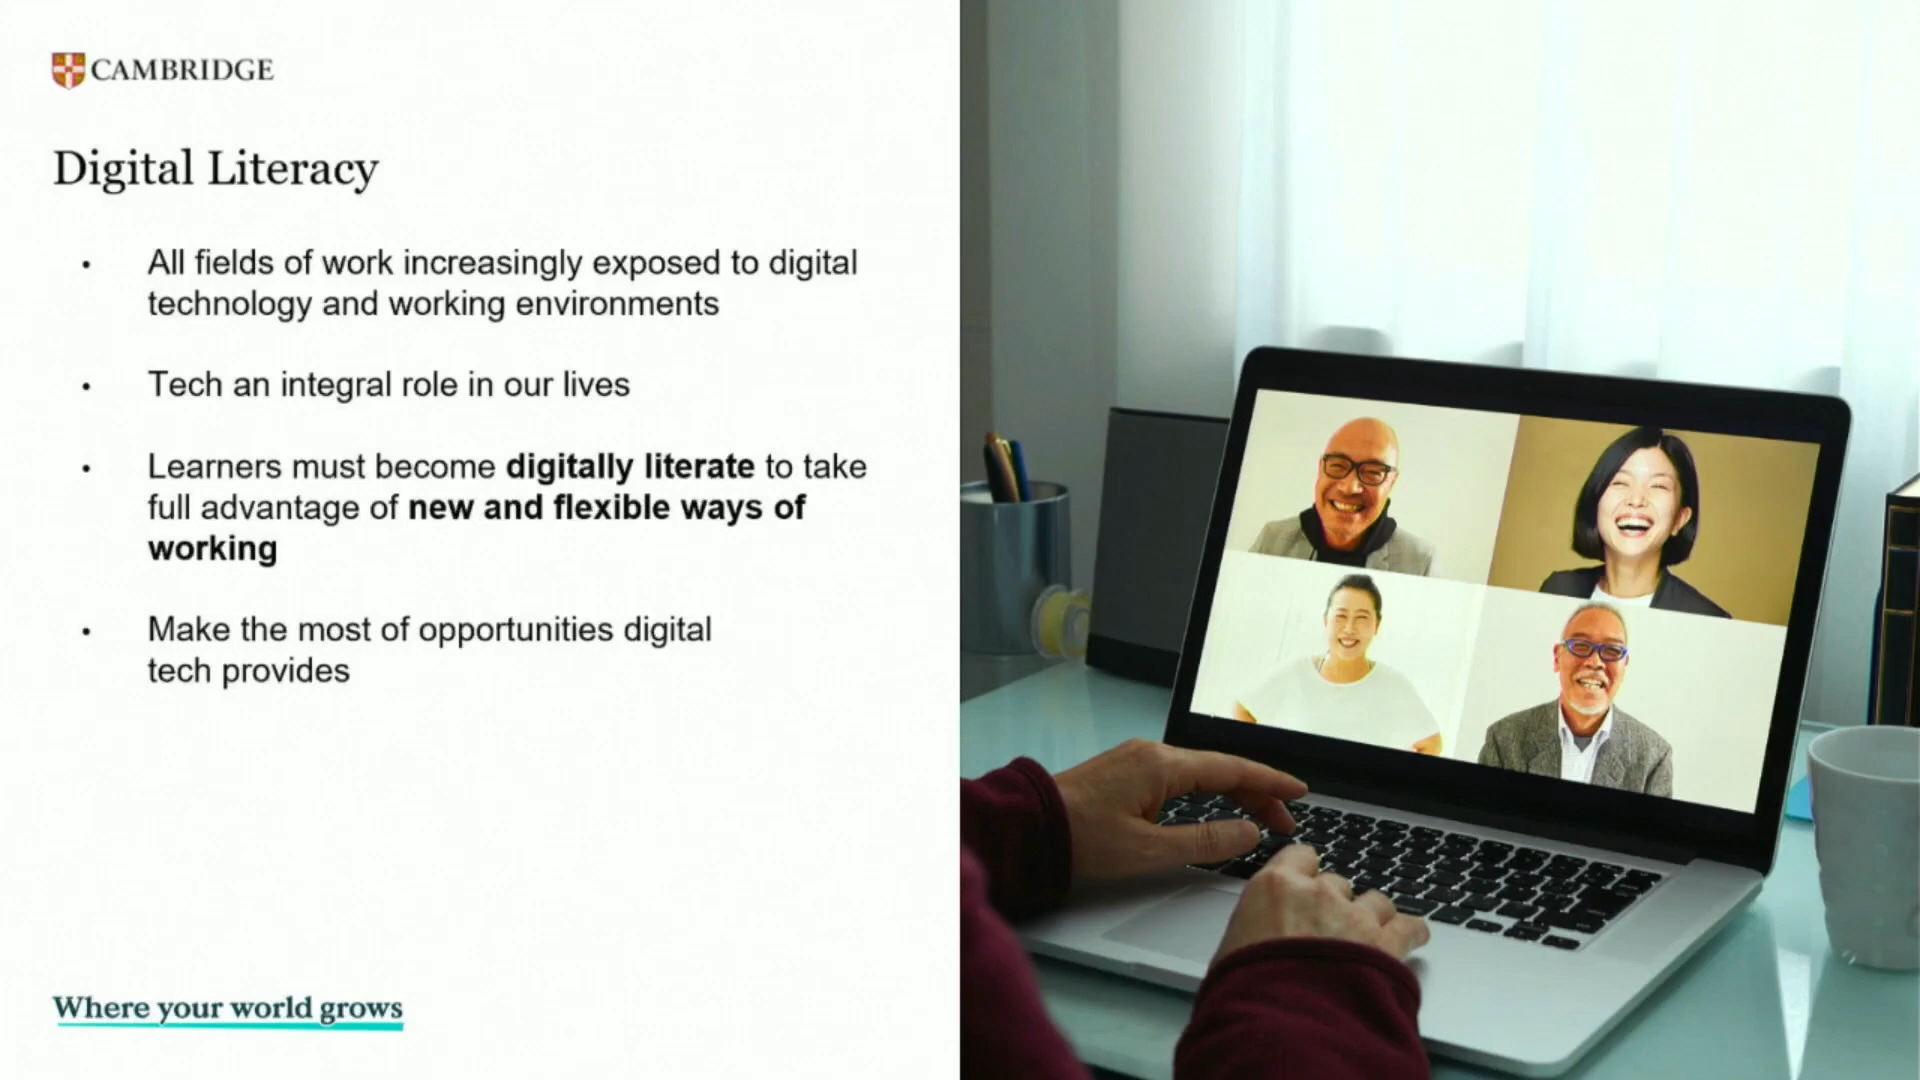 CAMBRIDGE
Digital Literacy
• All fields of work increasingly exposed to digital
technology and working environments
• Tech an integral role in our lives
• Learners must become digitally literate to take
full advantage of new and flexible ways of
working
• Make the most of opportunities digital
tech provides
Where your world grows